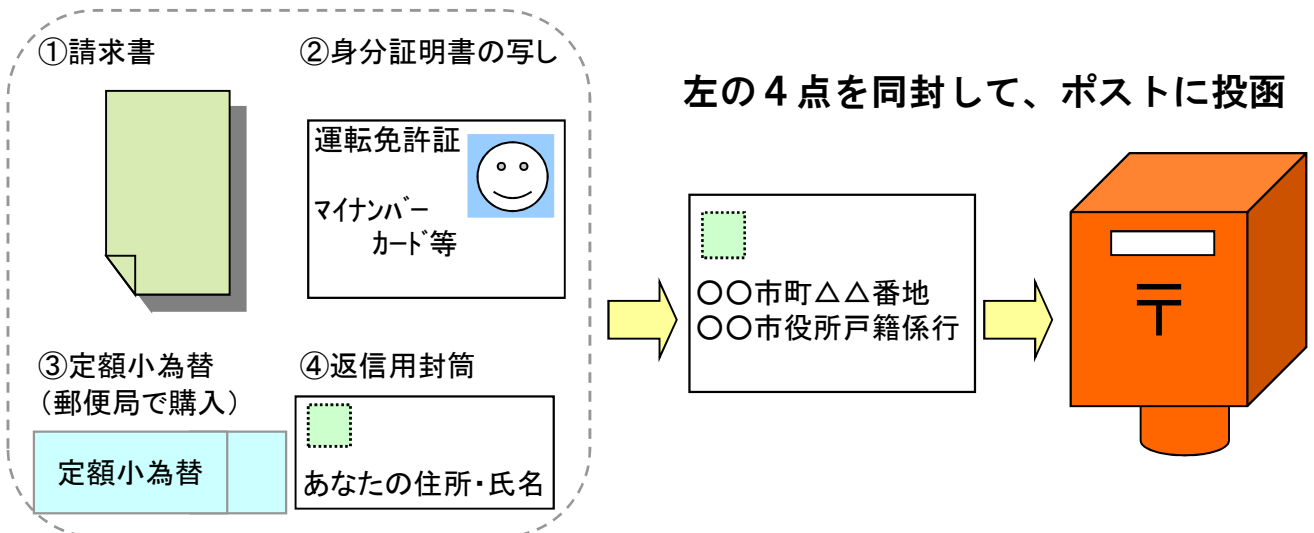 ①請求書
②身分証明書の写し
運転免許証
マイナンバー
カード等
③定額小為替
（郵便局で購入）
定額小為替
④返信用封筒
あなたの住所・氏名
左の４点を同封して、ポストに投函
〇〇市町△△番地
〇〇市役所戸籍係行
〒